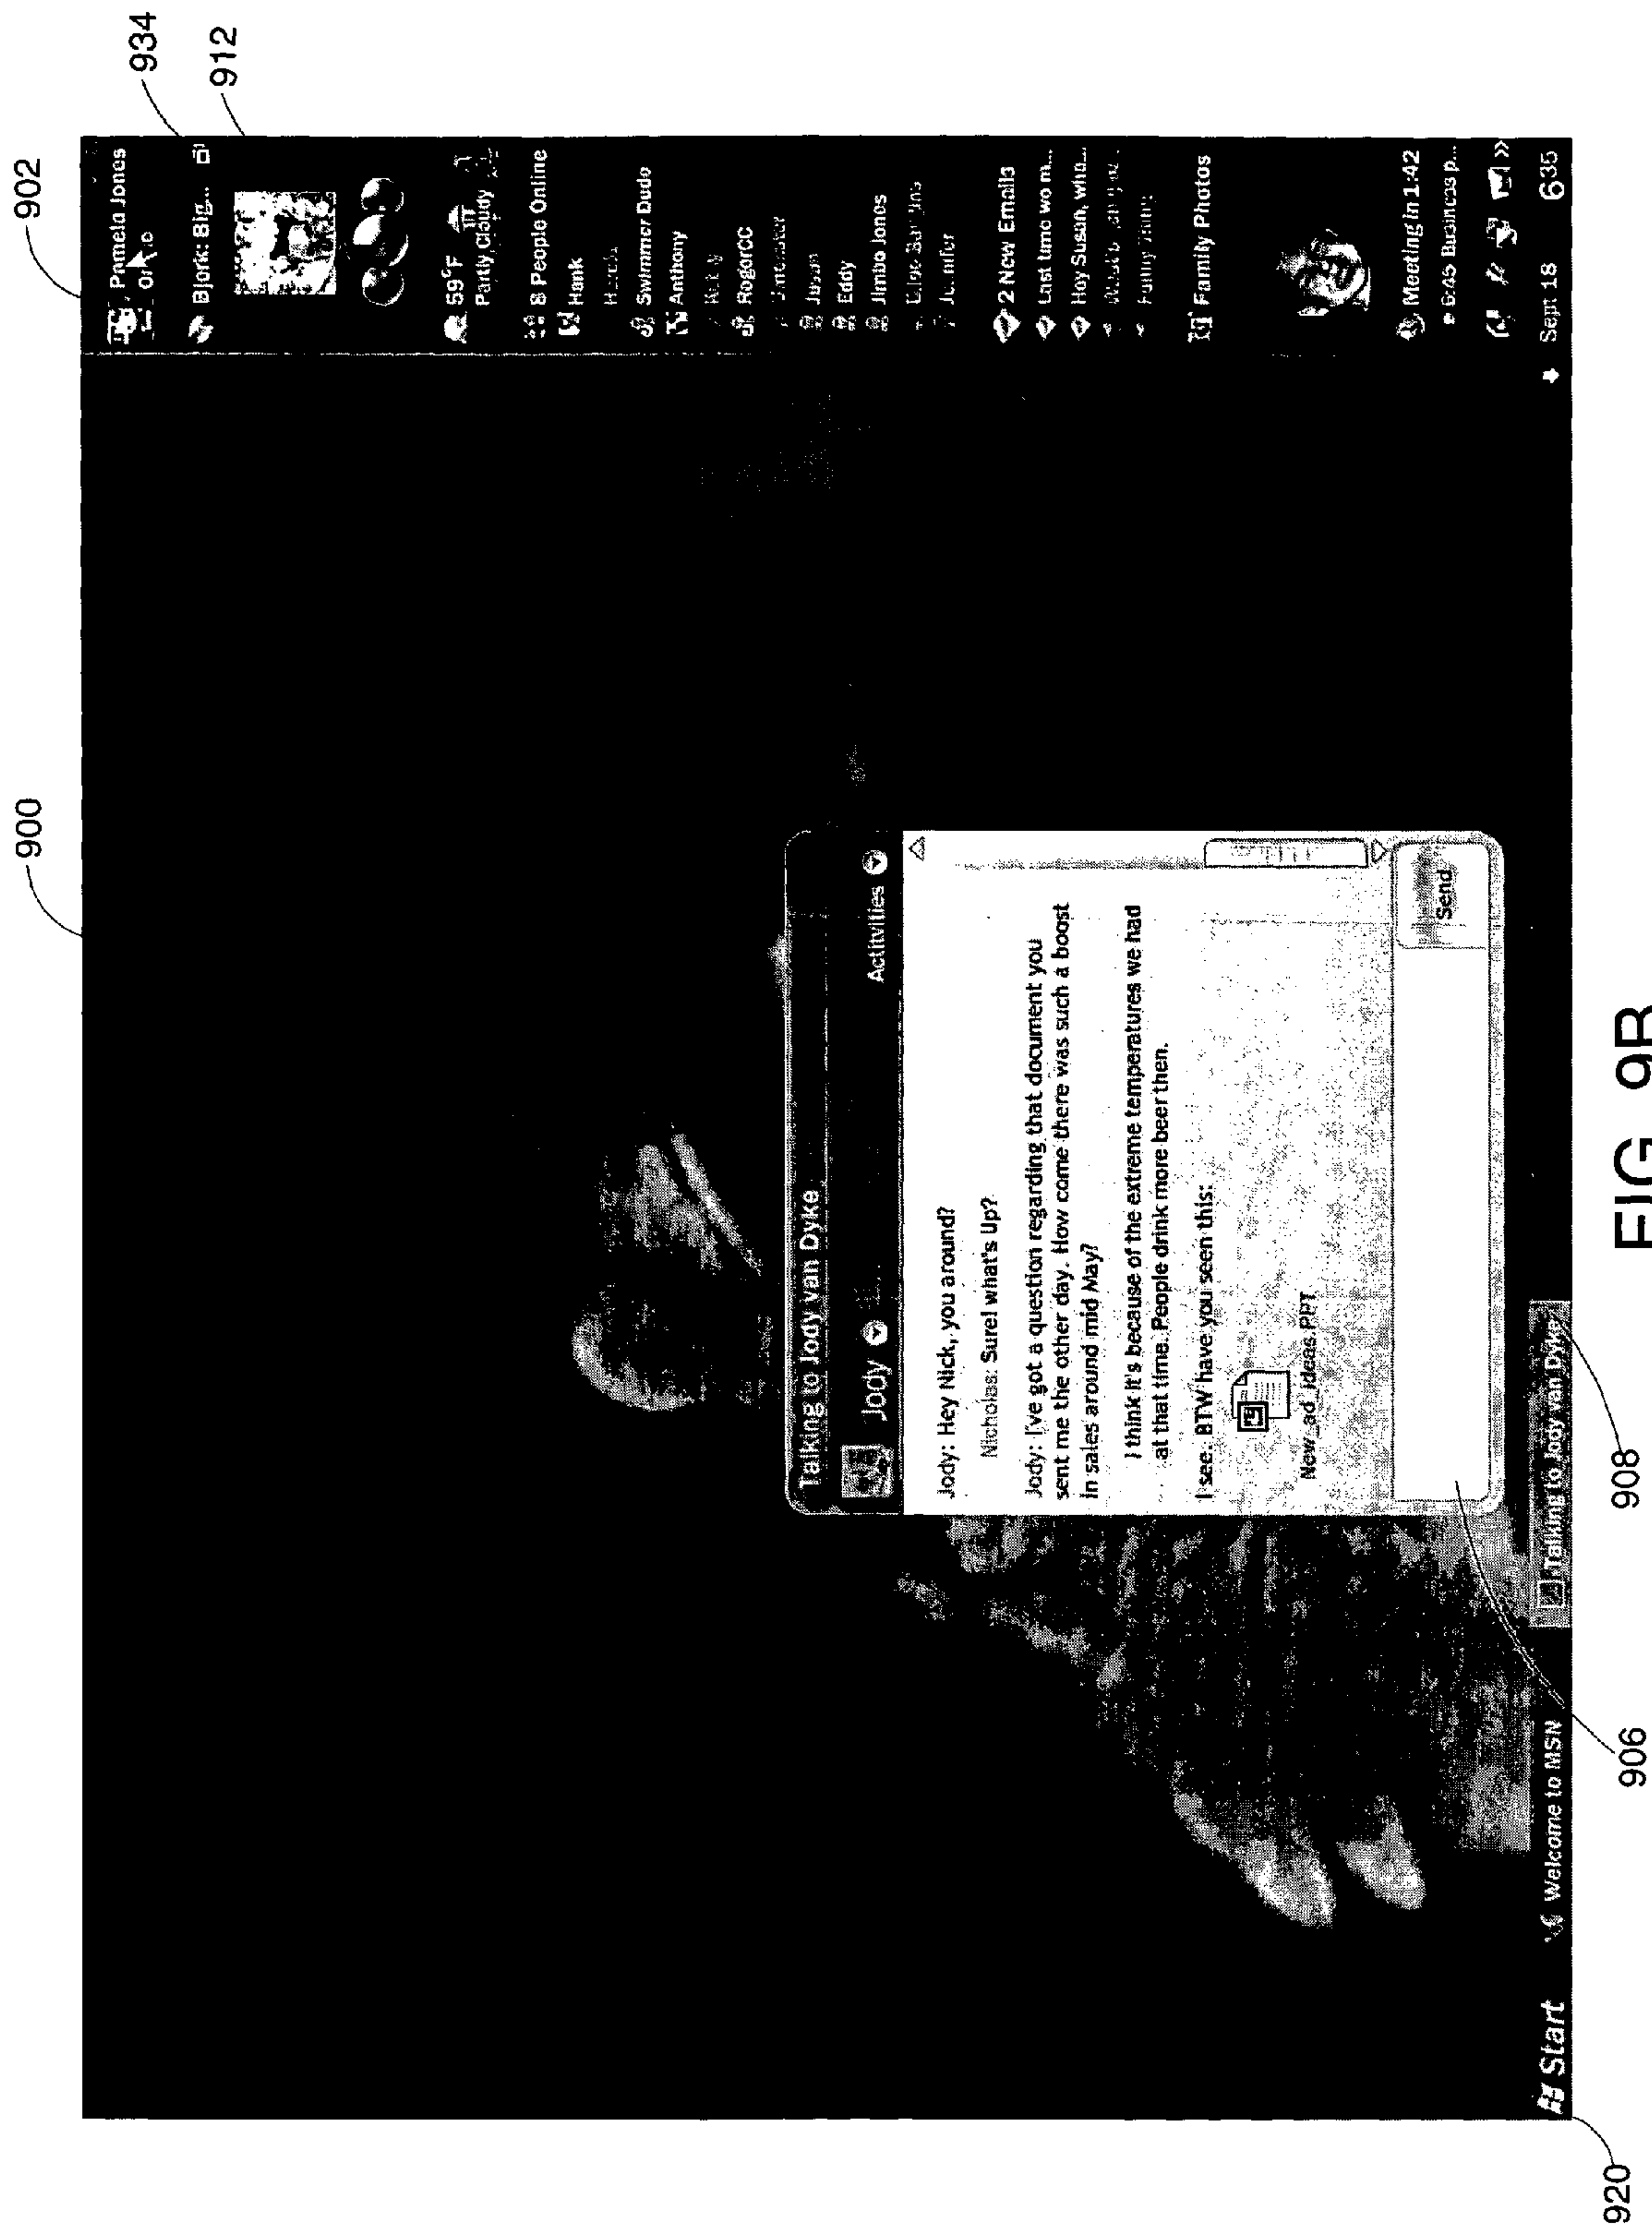 900
902
934
912
Pamela Jones
Bjork: Big...
59°F
Partly Cloudy
8 People Online
Hank
Swimmer Dude
Anthony
RogerCC
Jason
Eddy
Jimbo Jones
Jennifer
2 New Emails
Last time we m...
Hey Susan, wha...
Family Photos
Meeting in 1:42
6:45 Business p...
Talking to Jody van Dyke
Jody
Actitvities
Jody: Hey Nick, you around?
Nicholas: Sure! what's Up?
Jody: I've got a question regarding that document you
sent me the other day. How come there was such a boost
in sales around mid May?
I think it's because of the extreme temperatures we had
at that time. People drink more beer then.
I see. BTW have you seen this:
New_ad_ideas.PPT
Send
Start
Welcome to MSN
Talking to Jody van Dyke
Sept 18
6:35
920
906
908
FIG. 9B